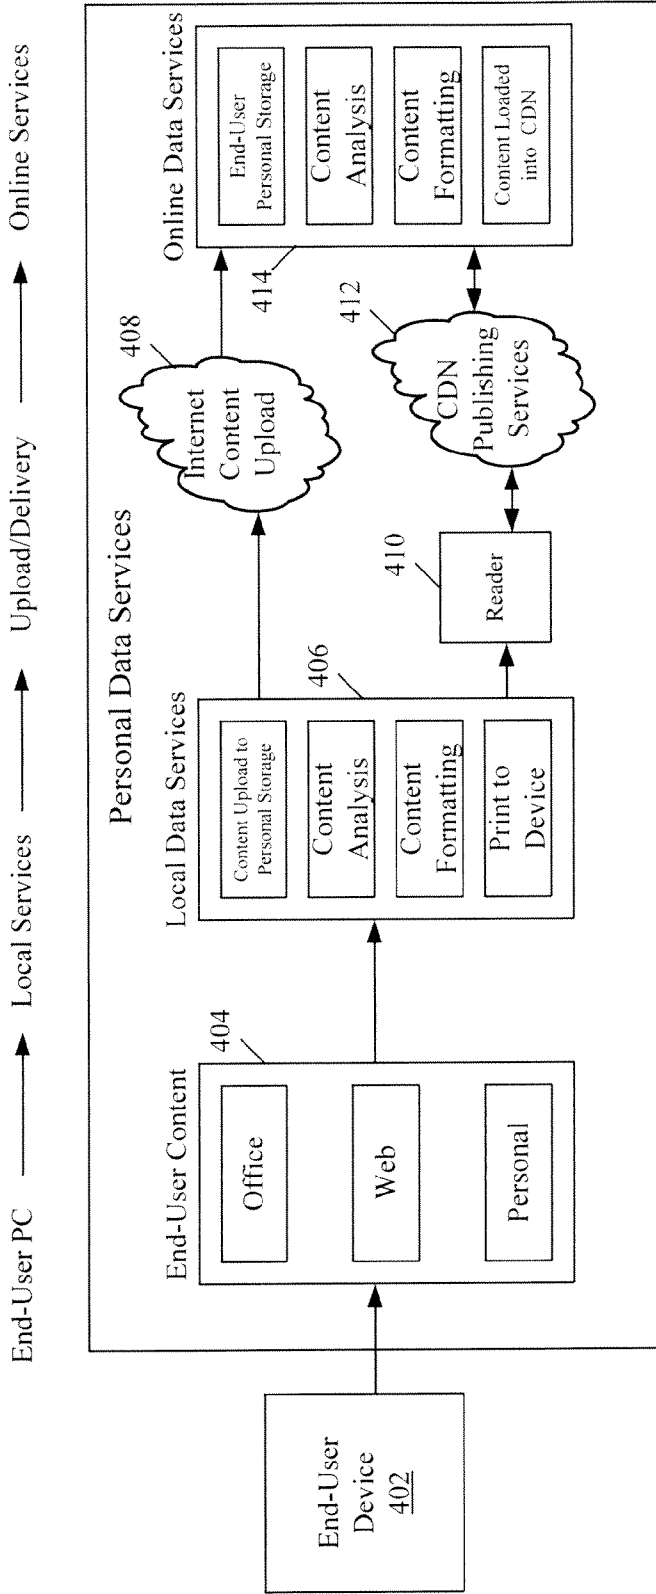 End-User PC
Local Services
Upload/Delivery
Online Services
Personal Data Services
End-User
Device
402
End-User Content
404
Office
Web
Personal
Local Data Services
Content Upload to
Personal Storage
Content
Analysis
Content
Formatting
Print to
Device
406
408
Internet
Content
Upload
410
Reader
412
CDN
Publishing
Services
Online Data Services
414
End-User
Personal Storage
Content
Analysis
Content
Formatting
Content Loaded
into CDN